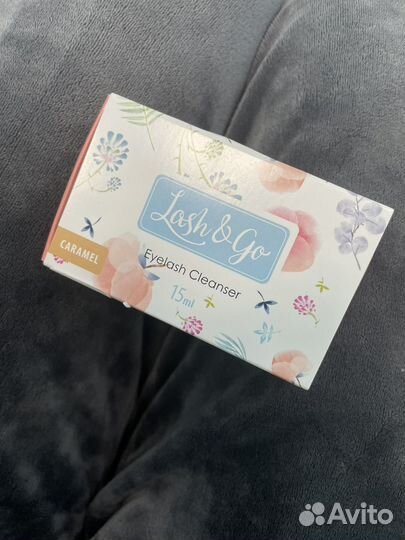 Lash & Go
Eyelash Cleanser
15ml
CARAMEL
Avito